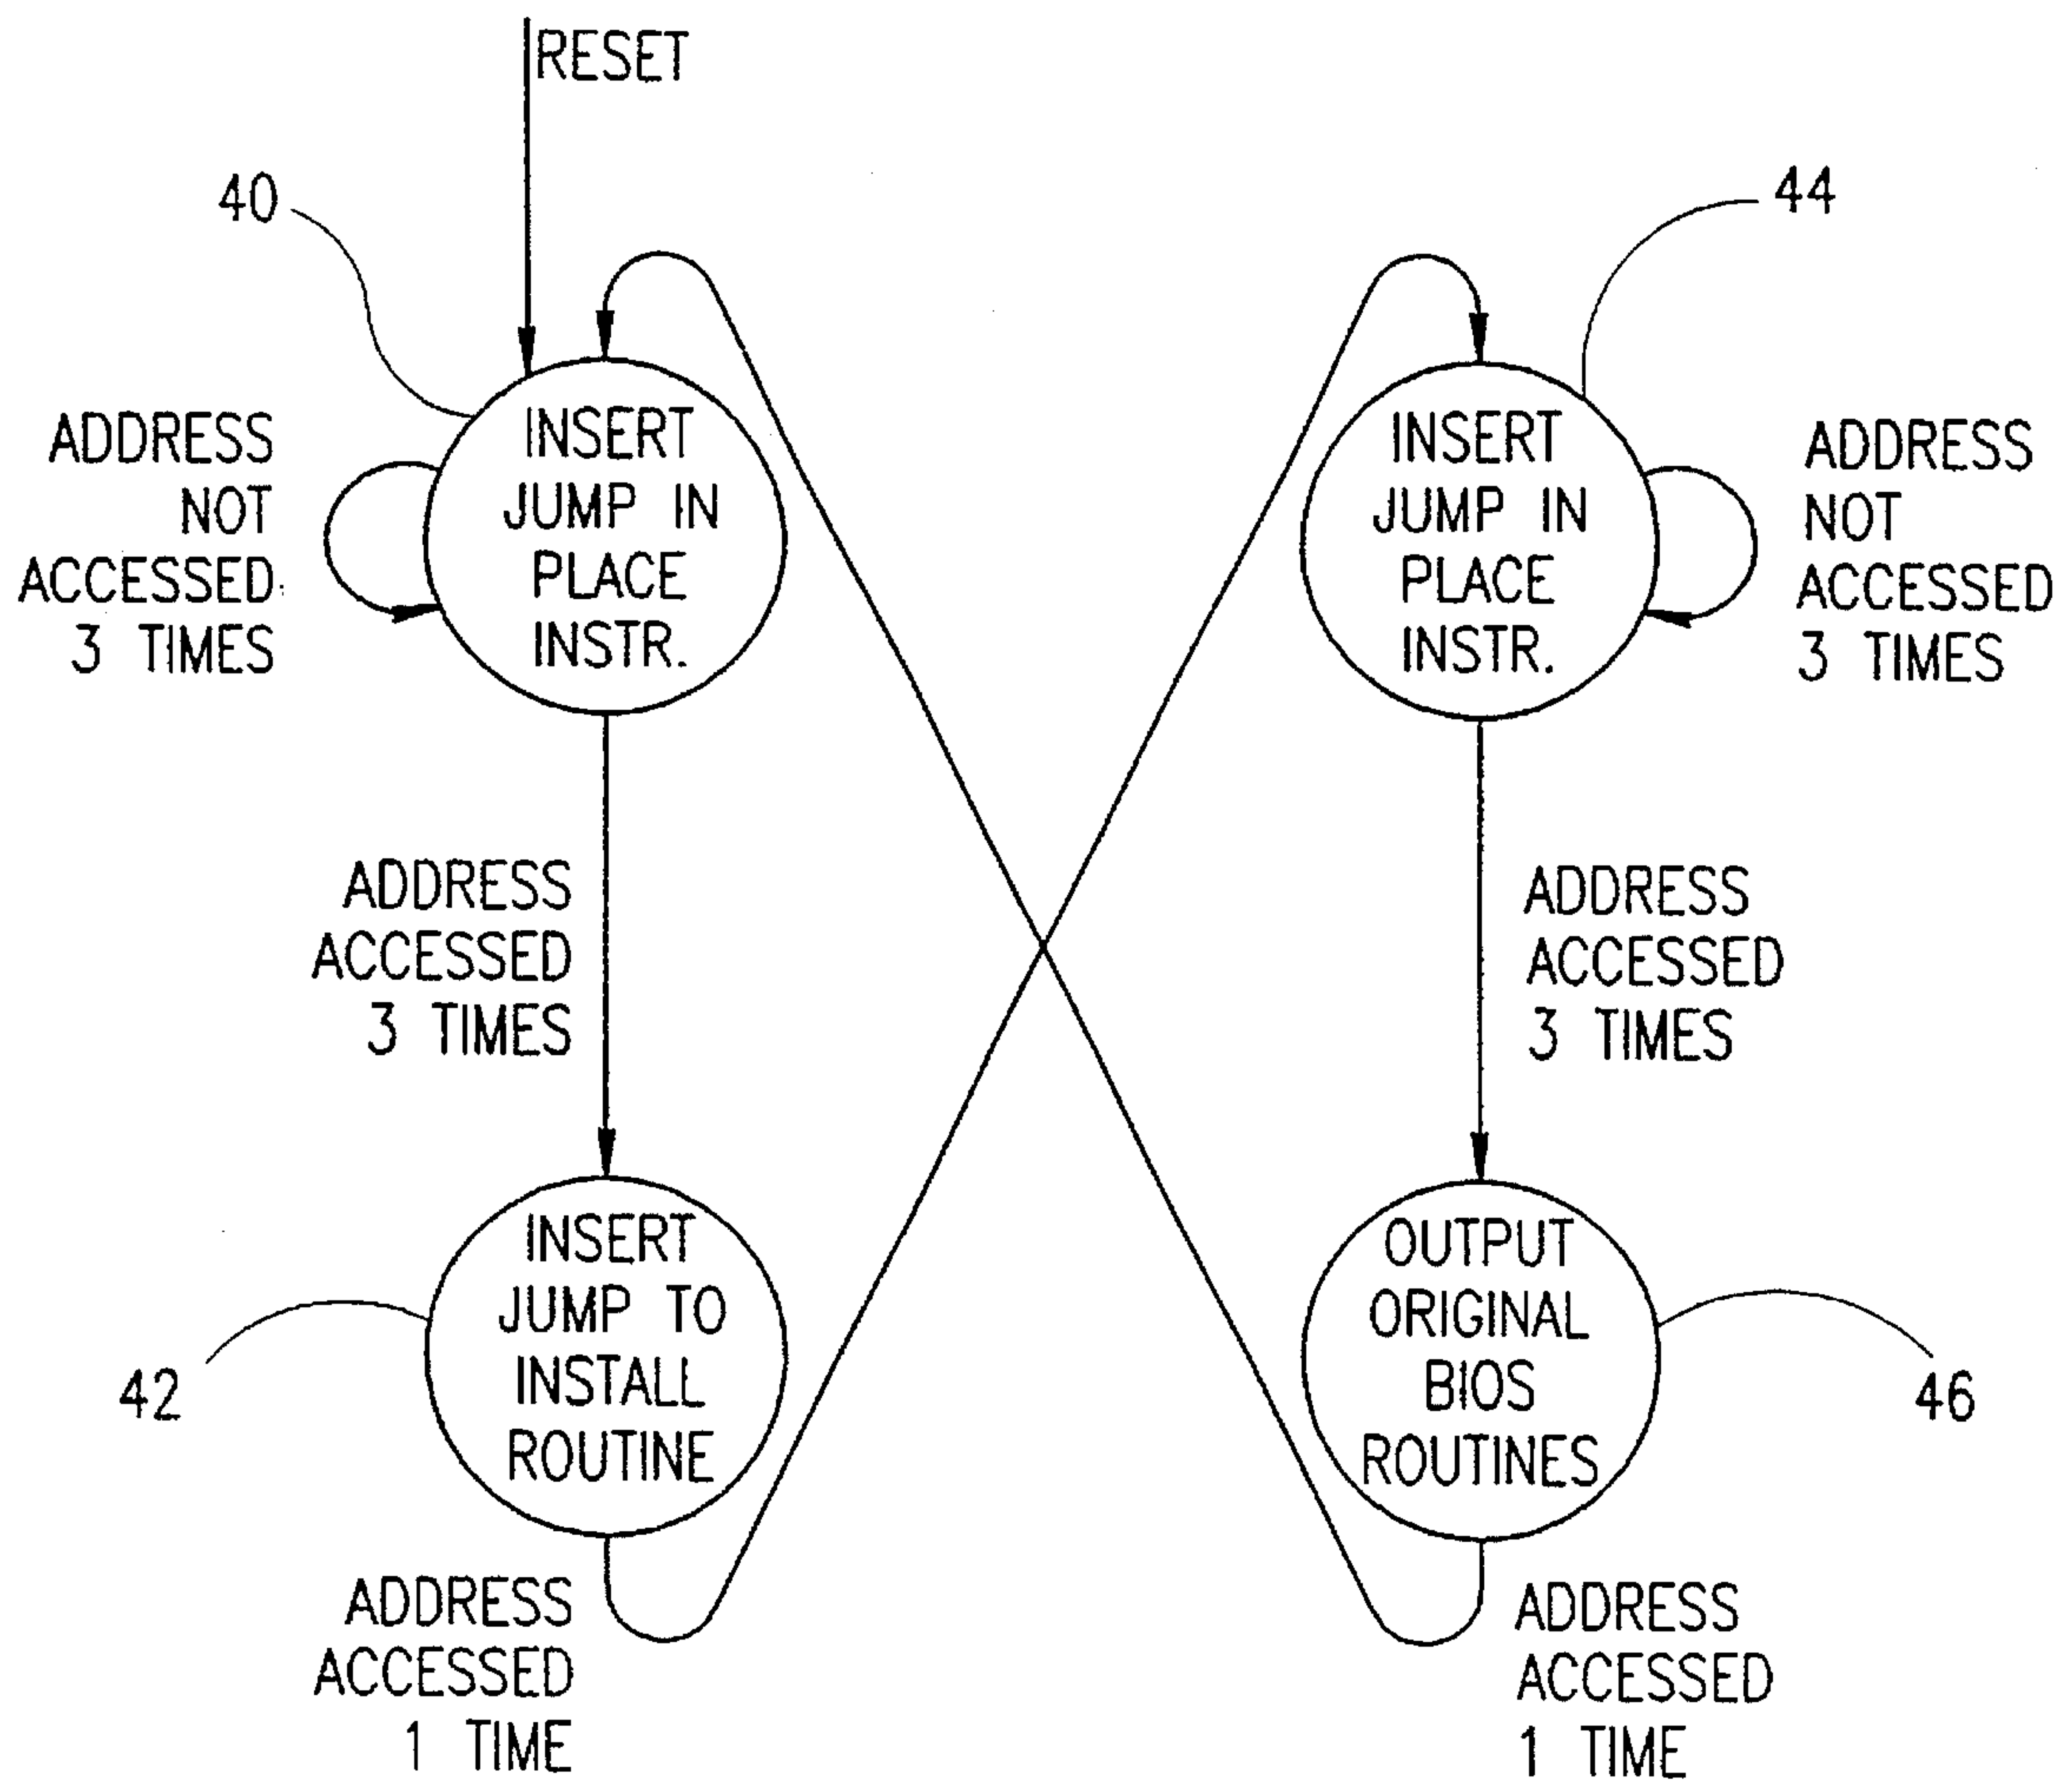 RESET
40
44
ADDRESS
NOT
ACCESSED
3 TIMES
INSERT
JUMP IN
PLACE
INSTR.
INSERT
JUMP IN
PLACE
INSTR.
ADDRESS
NOT
ACCESSED
3 TIMES
ADDRESS
ACCESSED
3 TIMES
ADDRESS
ACCESSED
3 TIMES
INSERT
JUMP TO
INSTALL
ROUTINE
42
OUTPUT
ORIGINAL
BIOS
ROUTINES
46
ADDRESS
ACCESSED
1 TIME
ADDRESS
ACCESSED
1 TIME